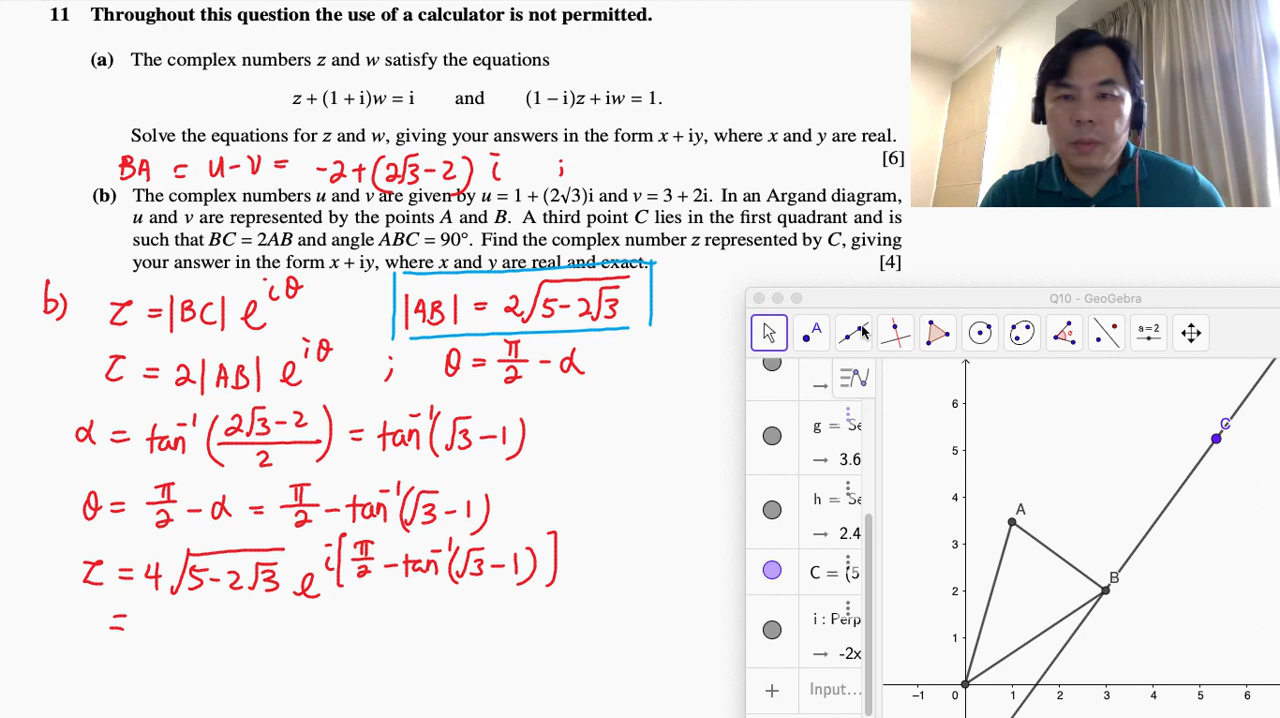 11 Throughout this question the use of a calculator is not permitted.
(a) The complex numbers z and w satisfy the equations
z + (1 + i)w = i and (1 − i)z + iw = 1.
Solve the equations for z and w, giving your answers in the form x + iy, where x and y are real.
[6]
BA = u-v = -2+(2√3-2) i i
(b) The complex numbers u and v are given by u = 1 + (2√3)i and v = 3 + 2i. In an Argand diagram,
u and v are represented by the points A and B. A third point C lies in the first quadrant and is
such that BC = 2AB and angle ABC = 90°. Find the complex number z represented by C, giving
your answer in the form x + iy, where x and y are real and exact. [4]
b) z = |BC| e^{iθ} |AB| = 2√(5-2√3)
z = 2|AB| e^{iθ} ; θ = π/2 - α
α = tan⁻¹((2√3-2)/2) = tan⁻¹(√3-1)
θ = π/2 - α = π/2 - tan⁻¹(√3-1)
z = 4√(5-2√3) e^{i[π/2 - tan⁻¹(√3-1)]}
=
Q10 - GeoGebra
A
a=2
→
g = Se
→ 3.6
h = Se
→ 2.4
C = (5
i : Perp
→ -2x
+ Input...
6
5
4
3
2
1
-1 0 1 2 3 4 5 6
A
B
C